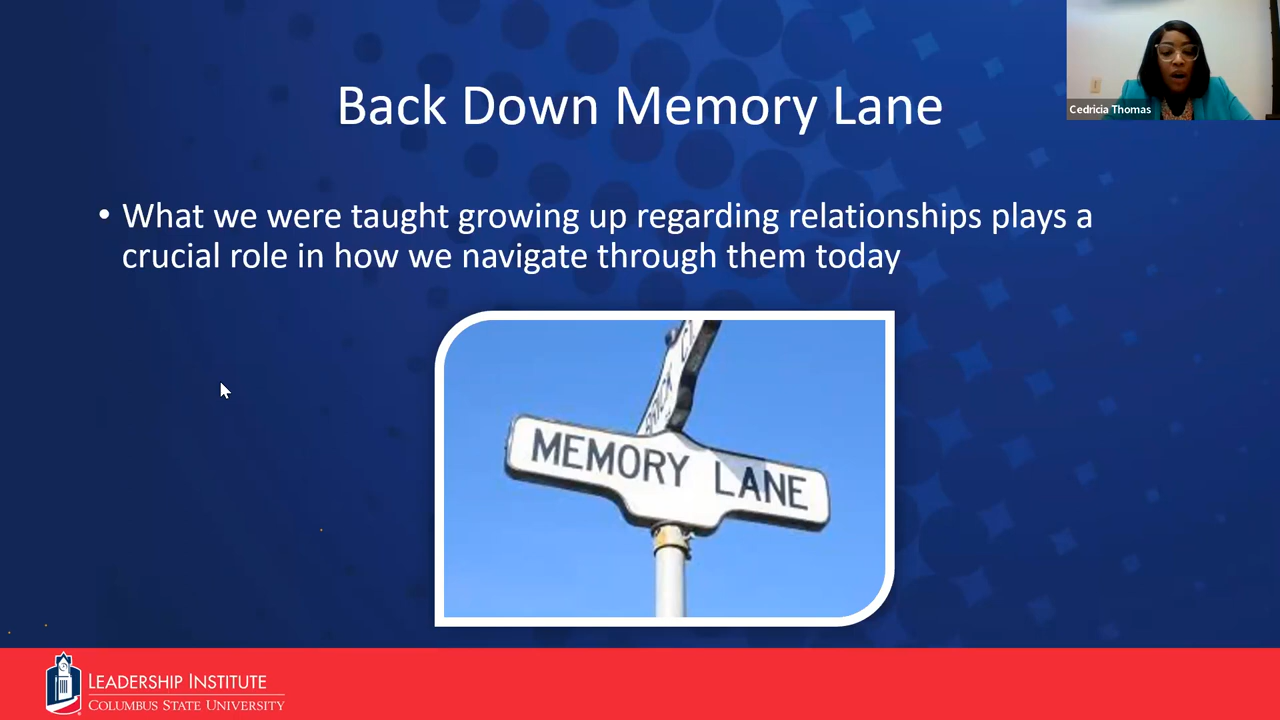 Back Down Memory Lane
Cedricia Thomas
• What we were taught growing up regarding relationships plays a
crucial role in how we navigate through them today
MEMORY LANE
LEADERSHIP INSTITUTE
COLUMBUS STATE UNIVERSITY